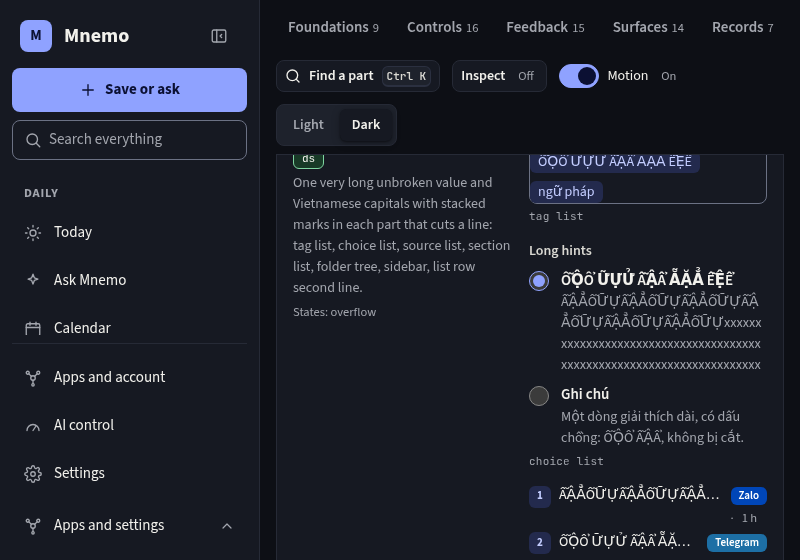 M Mnemo
Save or ask
Search everything
DAILY
Today
Ask Mnemo
Calendar
Apps and account
AI control
Settings
Apps and settings
Foundations 9 Controls 16 Feedback 15 Surfaces 14 Records 7
Find a part Ctrl K Inspect Off Motion On
Light Dark
ds
One very long unbroken value and
Vietnamese capitals with stacked
marks in each part that cuts a line:
tag list, choice list, source list, section
list, folder tree, sidebar, list row
second line.
States: overflow
ngữ pháp
tag list
Long hints
Ghi chú
Một dòng giải thích dài, có dấu
không bị cắt.
choice list
1 Zalo
· 1h
2 Telegram